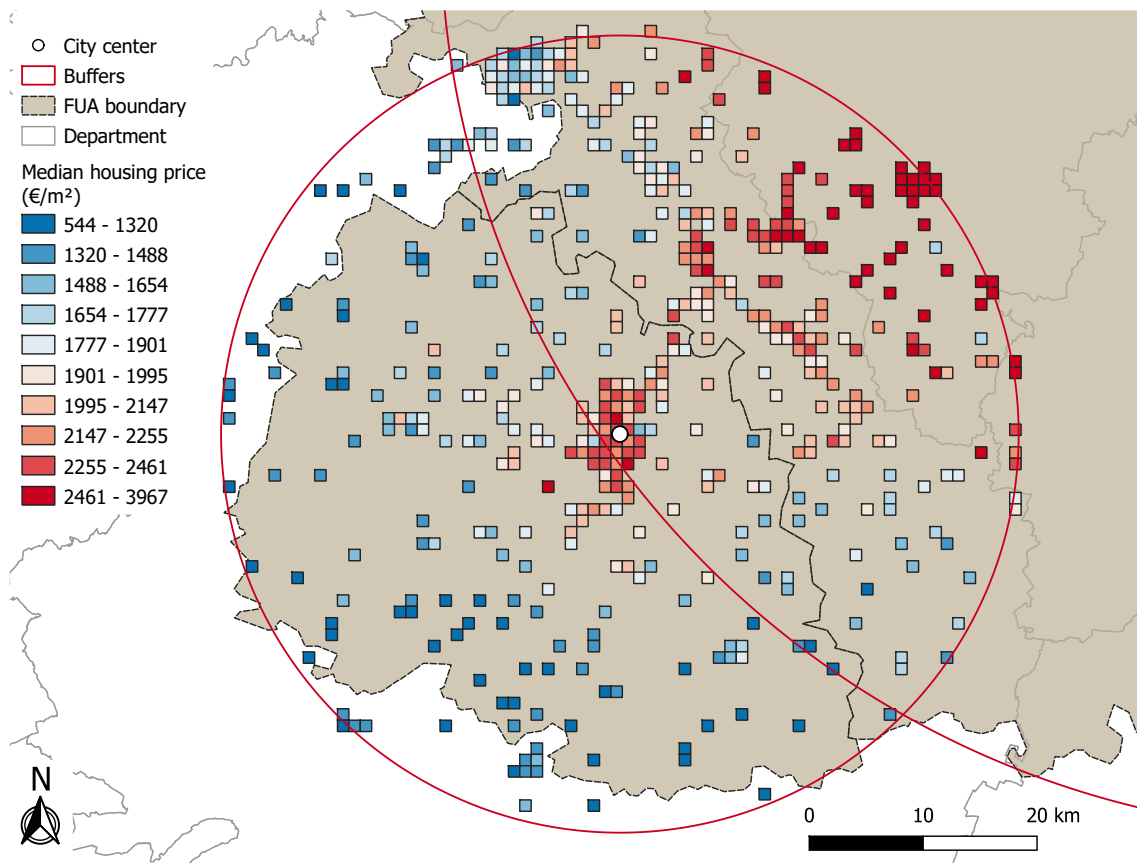 City center
Buffers
FUA boundary
Department
Median housing price
(€/m²)
544 - 1320
1320 - 1488
1488 - 1654
1654 - 1777
1777 - 1901
1901 - 1995
1995 - 2147
2147 - 2255
2255 - 2461
2461 - 3967
N
0 10 20 km